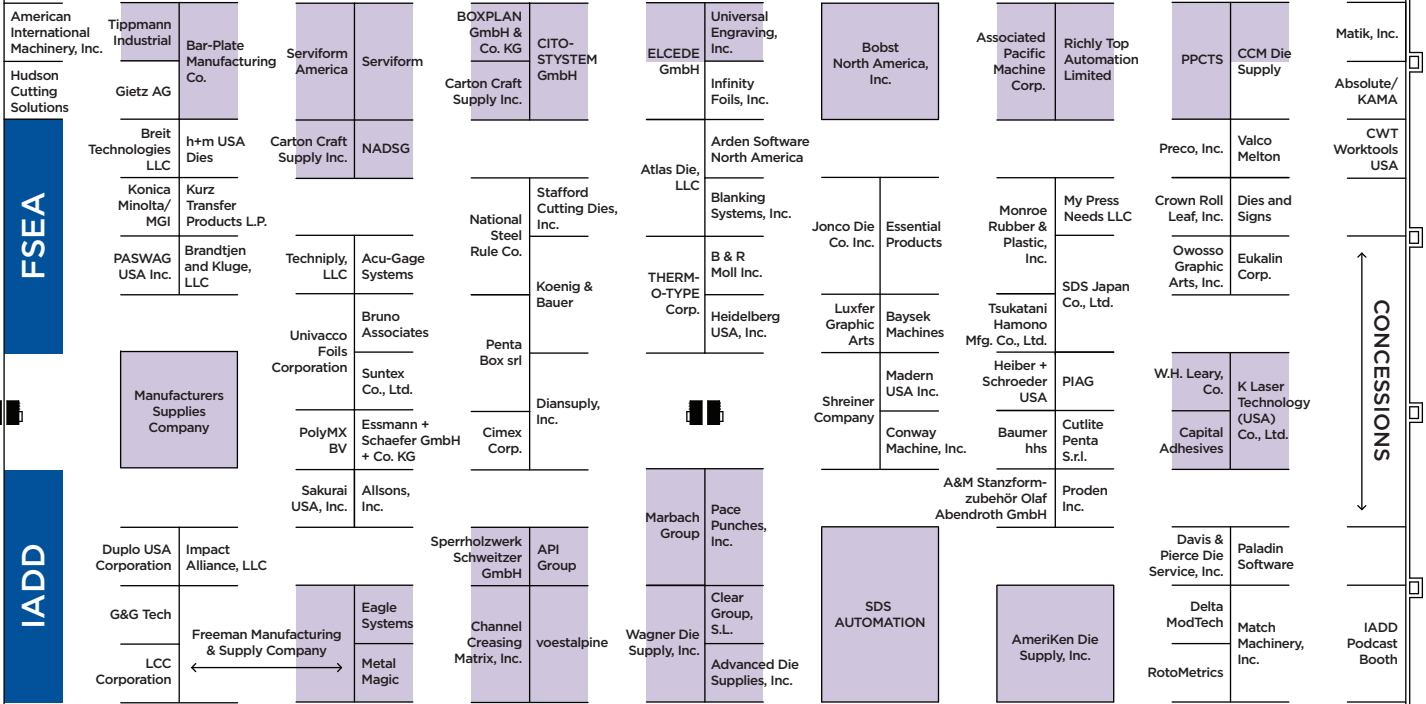 American
International
Machinery, Inc.
Hudson
Cutting
Solutions
FSEA
IADD
Tippmann
Industrial
Bar-Plate
Manufacturing
Co.
Gietz AG
Breit
Technologies
LLC
h+m USA
Dies
Konica
Minolta/
MGI
Kurz
Transfer
Products L.P.
PASWAG
USA Inc.
Brandtjen
and Kluge,
LLC
Manufacturers
Supplies
Company
Duplo USA
Corporation
Impact
Alliance, LLC
G&G Tech
LCC
Corporation
Freeman Manufacturing
& Supply Company
Serviform
America
Serviform
Carton Craft
Supply Inc.
NADSG
Techniply,
LLC
Acu-Gage
Systems
Univacco
Foils
Corporation
Bruno
Associates
Suntex
Co., Ltd.
PolyMX
BV
Essmann +
Schaefer GmbH
+ Co. KG
Sakurai
USA, Inc.
Allsons,
Inc.
Eagle
Systems
Metal
Magic
BOXPLAN
GmbH &
Co. KG
CITO-
STYSTEM
GmbH
Carton Craft
Supply Inc.
National
Steel
Rule Co.
Stafford
Cutting Dies,
Inc.
Koenig &
Bauer
Penta
Box srl
Diansuply,
Inc.
Cimex
Corp.
Sperrholzwerk
Schweitzer
GmbH
API
Group
Channel
Creasing
Matrix, Inc.
voestalpine
ELCEDE
GmbH
Universal
Engraving,
Inc.
Infinity
Foils, Inc.
Atlas Die,
LLC
Arden Software
North America
Blanking
Systems, Inc.
THERM-
O-TYPE
Corp.
B & R
Moll Inc.
Heidelberg
USA, Inc.
Marbach
Group
Pace
Punches,
Inc.
Wagner Die
Supply, Inc.
Clear
Group,
S.L.
Advanced Die
Supplies, Inc.
Bobst
North America,
Inc.
Jonco Die
Co. Inc.
Essential
Products
Luxfer
Graphic
Arts
Baysek
Machines
Shreiner
Company
Madern
USA Inc.
Conway
Machine, Inc.
SDS
AUTOMATION
Associated
Pacific
Machine
Corp.
Richly Top
Automation
Limited
Monroe
Rubber &
Plastic,
Inc.
My Press
Needs LLC
SDS Japan
Co., Ltd.
Tsukatani
Hamono
Mfg. Co., Ltd.
Heiber +
Schroeder
USA
PIAG
Baumer
hhs
Cutlite
Penta
S.r.l.
A&M Stanzform-
zubehör Olaf
Abendroth GmbH
Proden
Inc.
AmeriKen Die
Supply, Inc.
PPCTS
CCM Die
Supply
Preco, Inc.
Valco
Melton
Crown Roll
Leaf, Inc.
Dies and
Signs
Owosso
Graphic
Arts, Inc.
Eukalin
Corp.
W.H. Leary,
Co.
K Laser
Technology
(USA)
Co., Ltd.
Capital
Adhesives
Davis &
Pierce Die
Service, Inc.
Paladin
Software
Delta
ModTech
Match
Machinery,
Inc.
RotoMetrics
Matik, Inc.
Absolute/
KAMA
CWT
Worktools
USA
CONCESSIONS
IADD
Podcast
Booth